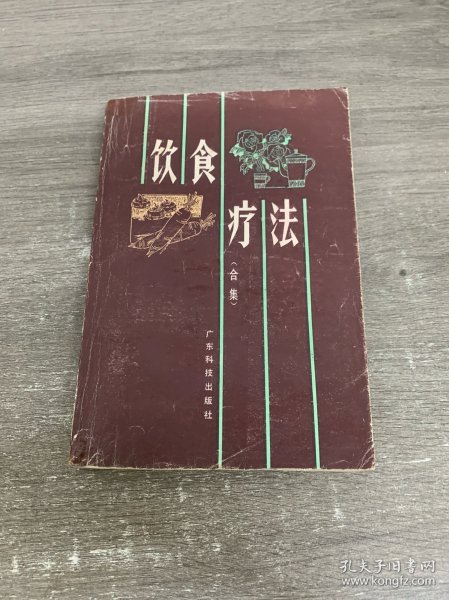 饮食
疗法
（合集）
广东科技出版社
孔夫子旧书网
www.kongfz.com